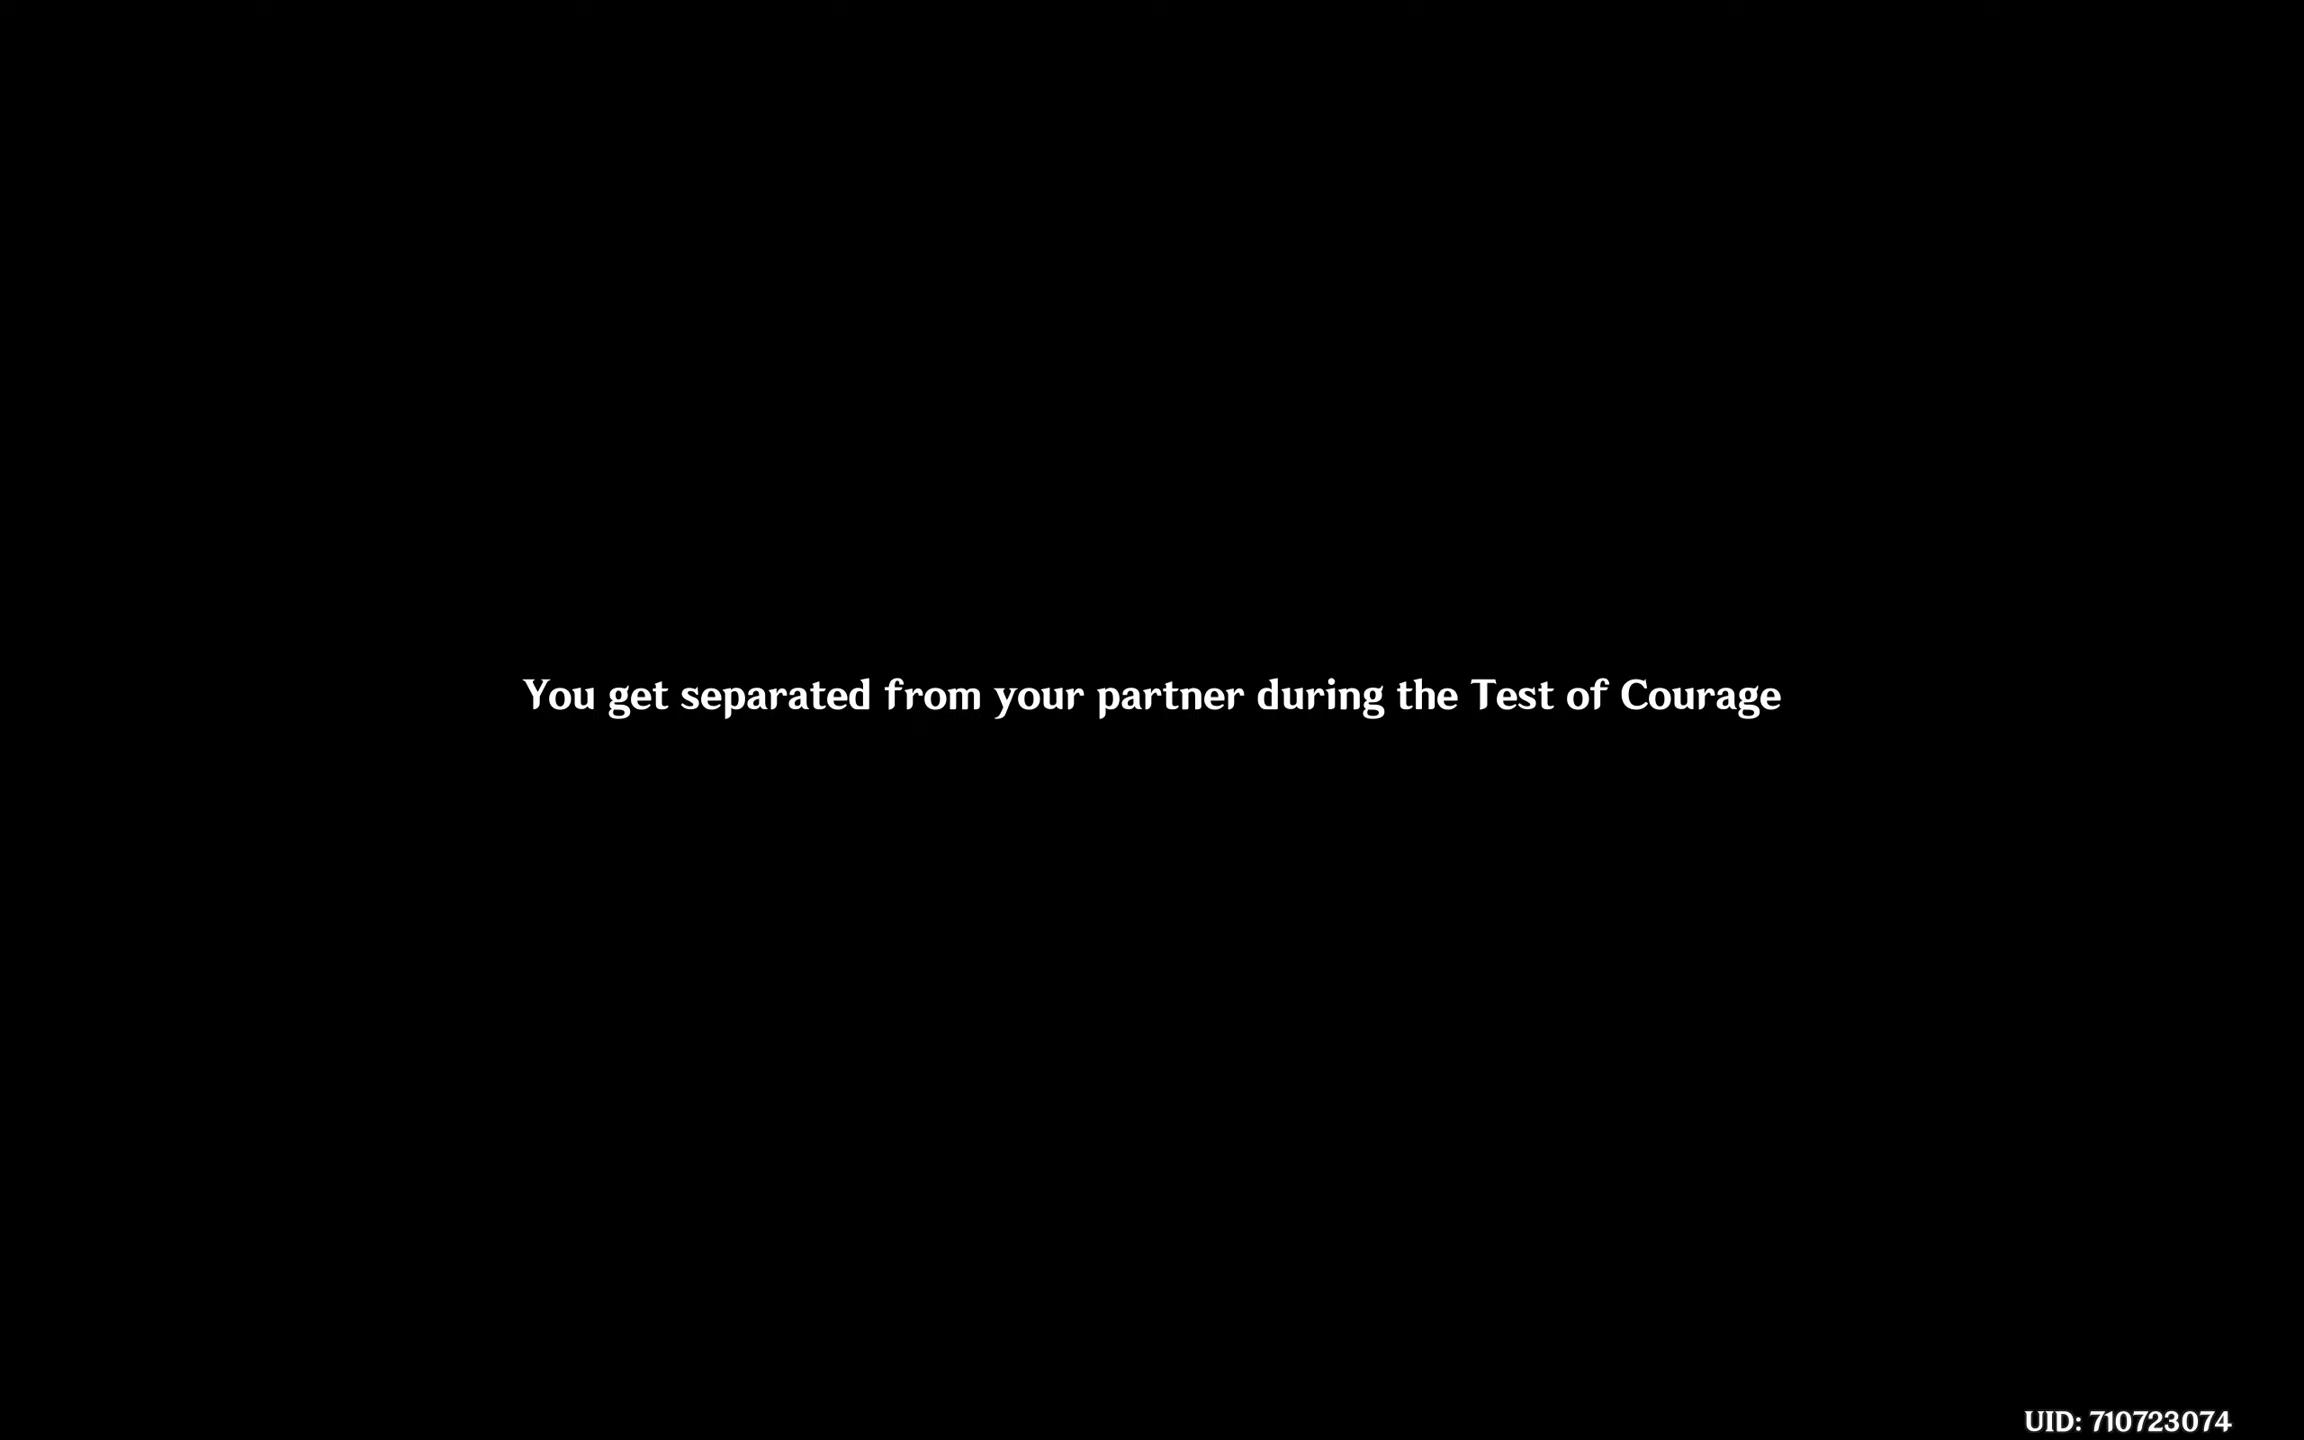 You get separated from your partner during the Test of Courage
UID: 710723074